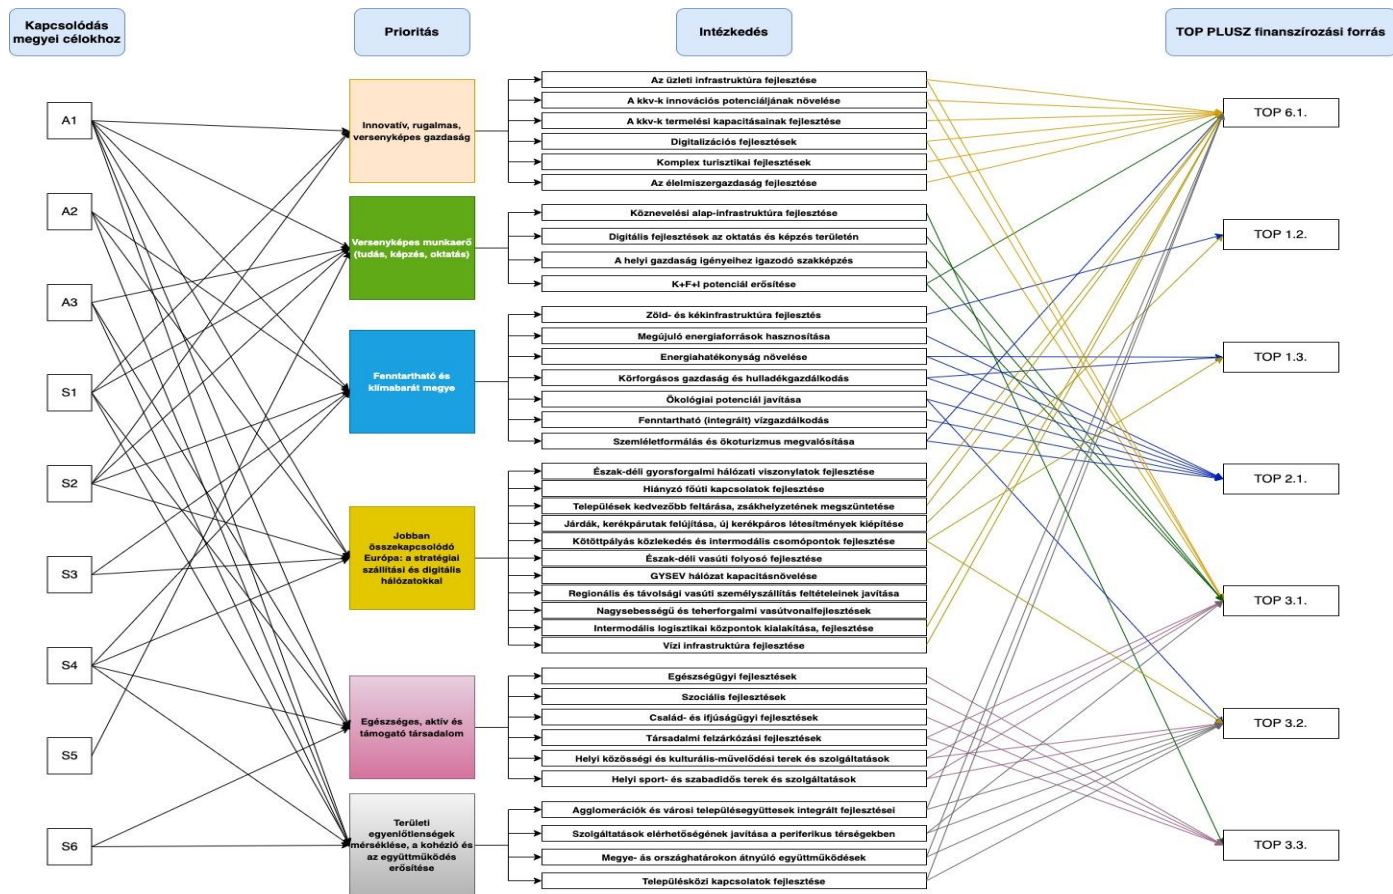 Kapcsolódás
megyei célokhoz
Prioritás
Intézkedés
TOP PLUSZ finanszírozási forrás
A1
A2
A3
S1
S2
S3
S4
S5
S6
Innovatív, rugalmas,
versenyképes gazdaság
Versenyképes munkaerő
(tudás, képzés, oktatás)
Fenntartható és
klímabarát megye
Jobban
összekapcsolódó
Európa: a stratégiai
szállítási és digitális
hálózatokkal
Egészséges, aktív és
támogató társadalom
Területi
egyenlőtlenségek
mérséklése, a kohézió és
az együttműködés
erősítése
Az üzleti infrastruktúra fejlesztése
A kkv-k innovációs potenciáljának növelése
A kkv-k termelési kapacitásainak fejlesztése
Digitalizációs fejlesztések
Komplex turisztikai fejlesztések
Az élelmiszergazdaság fejlesztése
Köznevelési alap-infrastruktúra fejlesztése
Digitális fejlesztések az oktatás és képzés területén
A helyi gazdaság igényeihez igazodó szakképzés
K+F+I potenciál erősítése
Zöld- és kékinfrastruktúra fejlesztés
Megújuló energiaforrások hasznosítása
Energiahatékonyság növelése
Körforgásos gazdaság és hulladékgazdálkodás
Ökológiai potenciál javítása
Fenntartható (integrált) vízgazdálkodás
Szemléletformálás és ökoturizmus megvalósítása
Észak-déli gyorsforgalmi hálózati viszonylatok fejlesztése
Hiányzó főúti kapcsolatok fejlesztése
Települések kedvezőbb feltárása, zsákhelyzetének megszüntetése
Járdák, kerékpárutak felújítása, új kerékpáros létesítmények kiépítése
Kötöttpályás közlekedés és intermodális csomópontok fejlesztése
Észak-déli vasúti folyosó fejlesztése
GYSEV hálózat kapacitásnövelése
Regionális és távolsági vasúti személyszállítás feltételeinek javítása
Nagysebességű és teherforgalmi vasútvonalfejlesztések
Intermodális logisztikai központok kialakítása, fejlesztése
Vízi infrastruktúra fejlesztése
Egészségügyi fejlesztések
Szociális fejlesztések
Család- és ifjúságügyi fejlesztések
Társadalmi felzárkózási fejlesztések
Helyi közösségi és kulturális-művelődési terek és szolgáltatások
Helyi sport- és szabadidős terek és szolgáltatások
Agglomerációk és városi településegyüttesek integrált fejlesztései
Szolgáltatások elérhetőségének javítása a periferikus térségekben
Megye- ás országhatárokon átnyúló együttműködések
Településközi kapcsolatok fejlesztése
TOP 6.1.
TOP 1.2.
TOP 1.3.
TOP 2.1.
TOP 3.1.
TOP 3.2.
TOP 3.3.